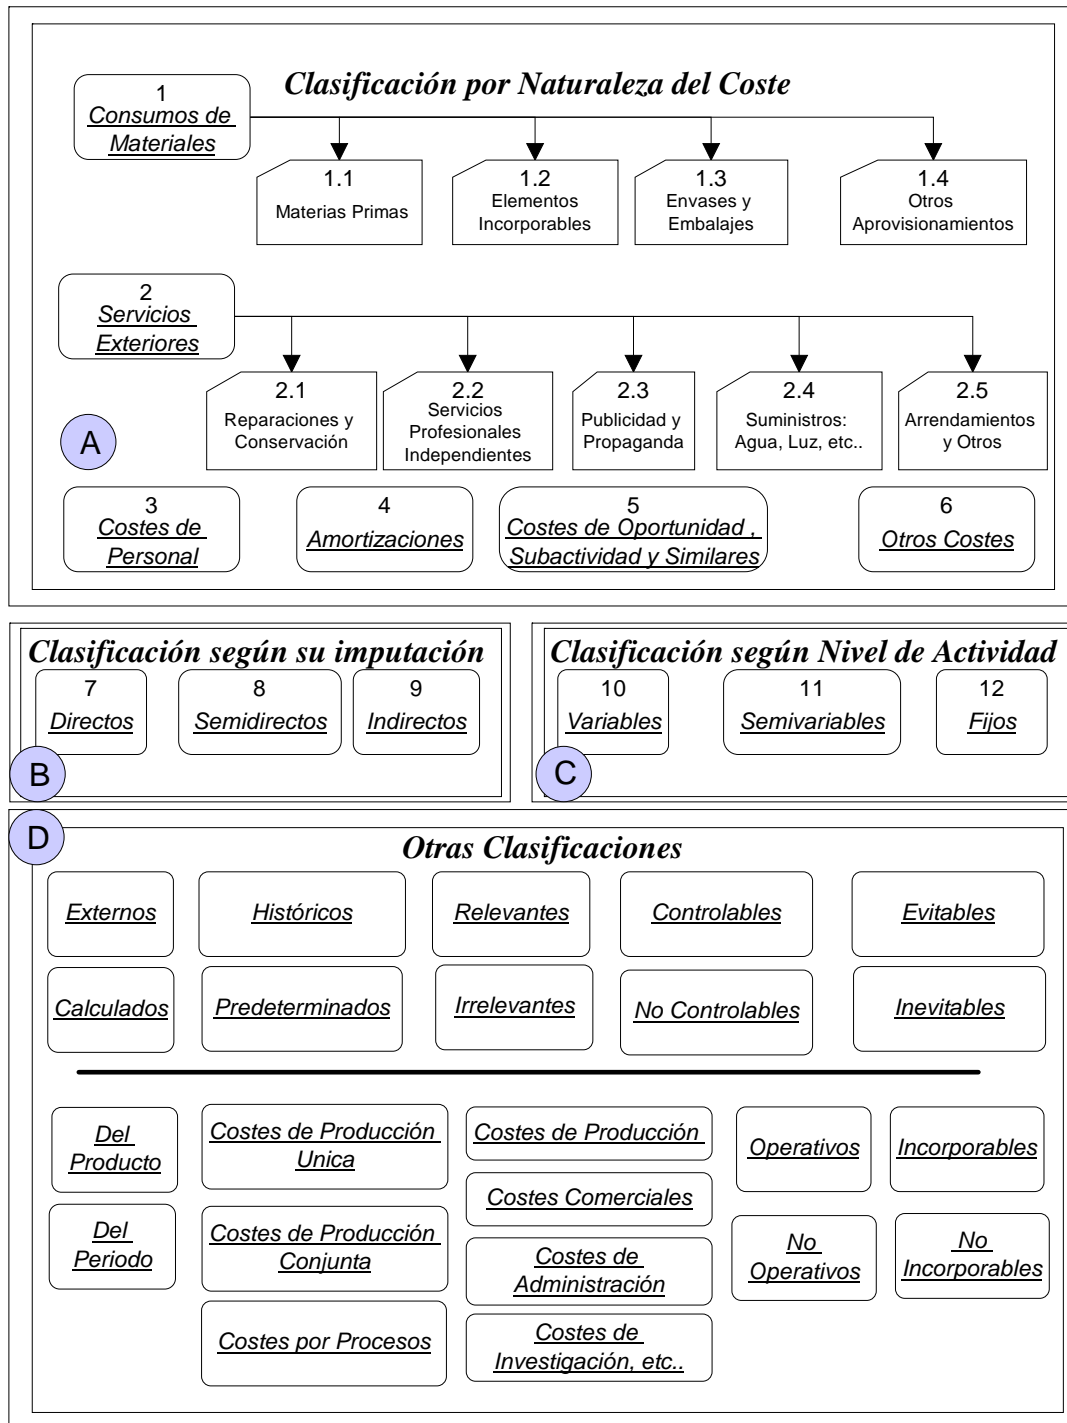 Clasificación por Naturaleza del Coste
1
Consumos de
Materiales
1.1
Materias Primas
1.2
Elementos
Incorporables
1.3
Envases y
Embalajes
1.4
Otros
Aprovisionamientos
2
Servicios
Exteriores
2.1
Reparaciones y
Conservación
2.2
Servicios
Profesionales
Independientes
2.3
Publicidad y
Propaganda
2.4
Suministros:
Agua, Luz, etc..
2.5
Arrendamientos
y Otros
A
3
Costes de
Personal
4
Amortizaciones
5
Costes de Oportunidad ,
Subactividad y Similares
6
Otros Costes
Clasificación según su imputación
7
Directos
8
Semidirectos
9
Indirectos
B
Clasificación según Nivel de Actividad
10
Variables
11
Semivariables
12
Fijos
C
D
Otras Clasificaciones
Externos
Históricos
Relevantes
Controlables
Evitables
Calculados
Predeterminados
Irrelevantes
No Controlables
Inevitables
Del
Producto
Costes de Producción
Unica
Costes de Producción
Operativos
Incorporables
Costes Comerciales
Del
Periodo
Costes de Producción
Conjunta
Costes de
Administración
No
Operativos
No
Incorporables
Costes por Procesos
Costes de
Investigación, etc..